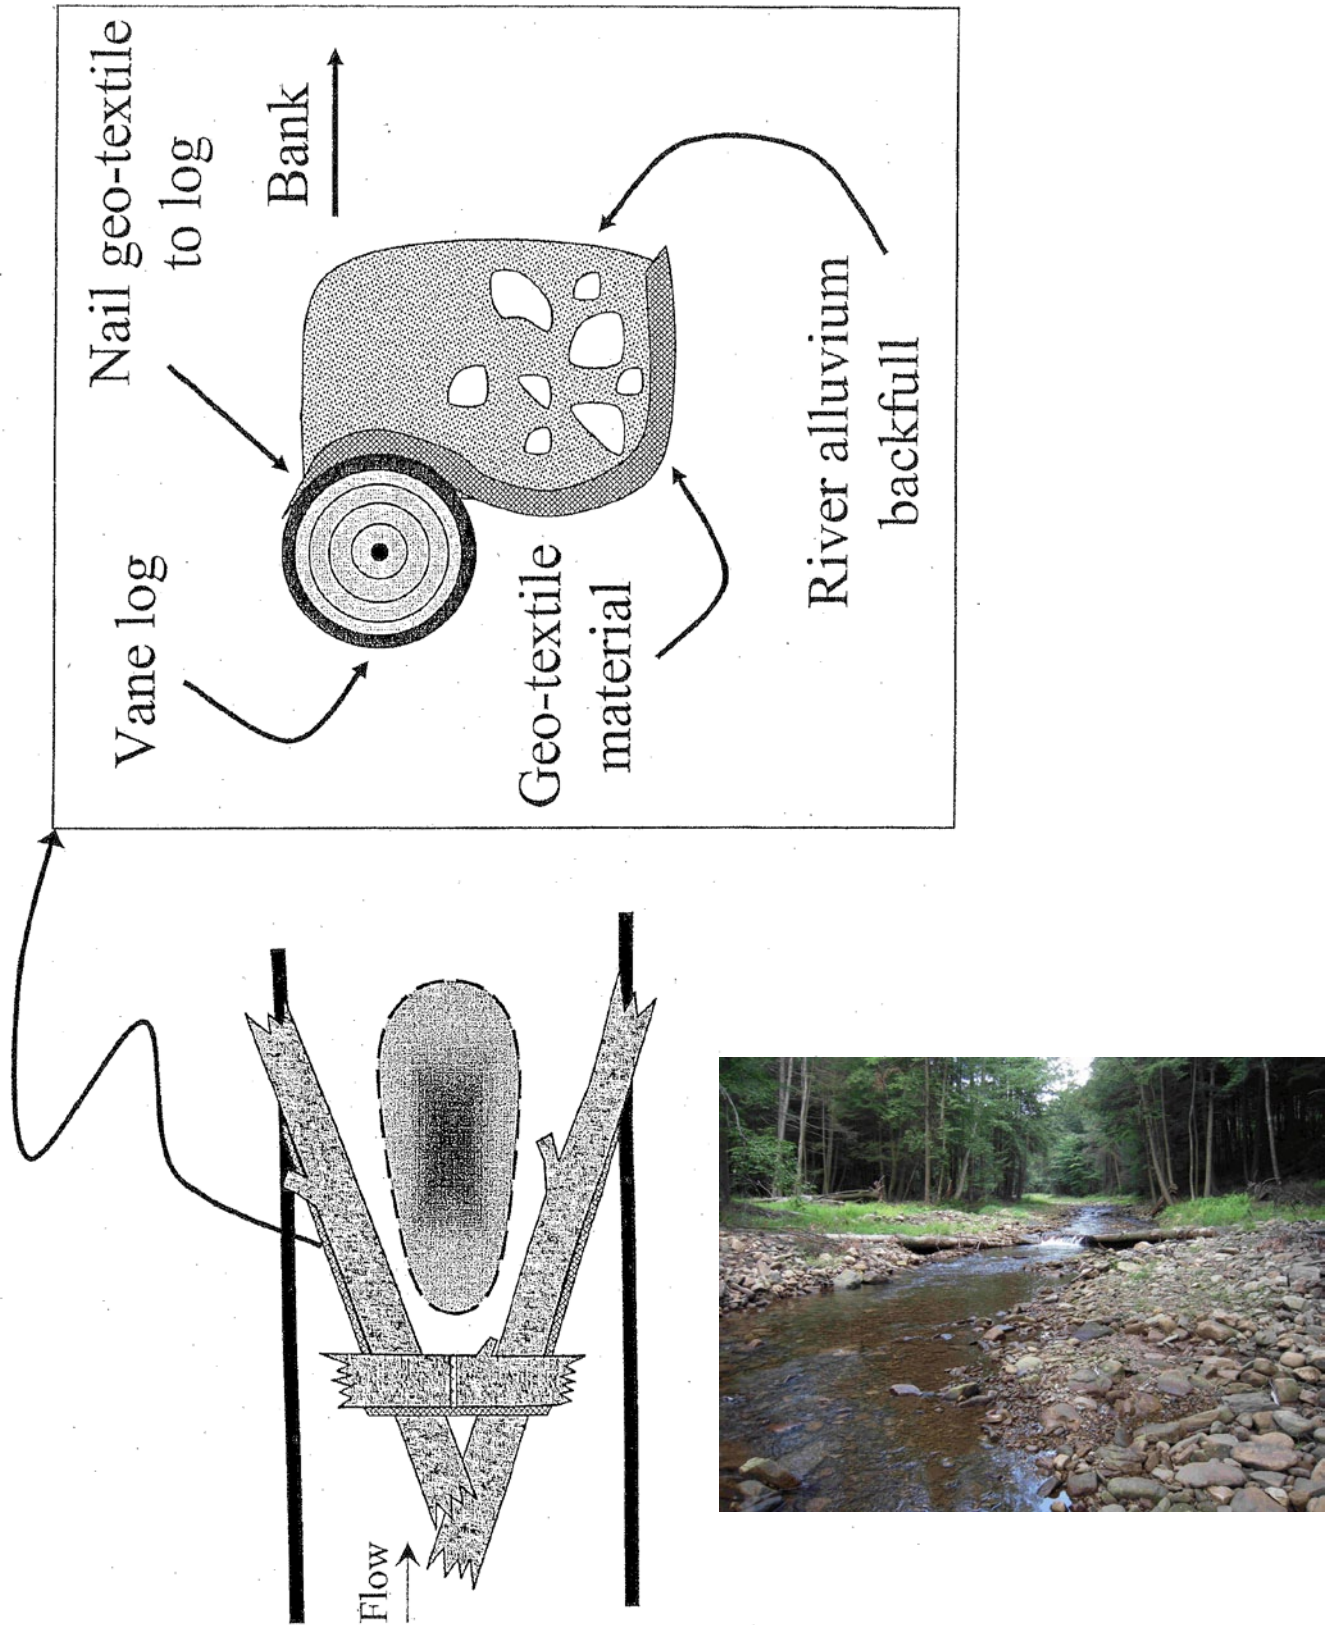 Vane log
Nail geo-textile
to log
Bank
Geo-textile
material
River alluvium
backfull
Flow